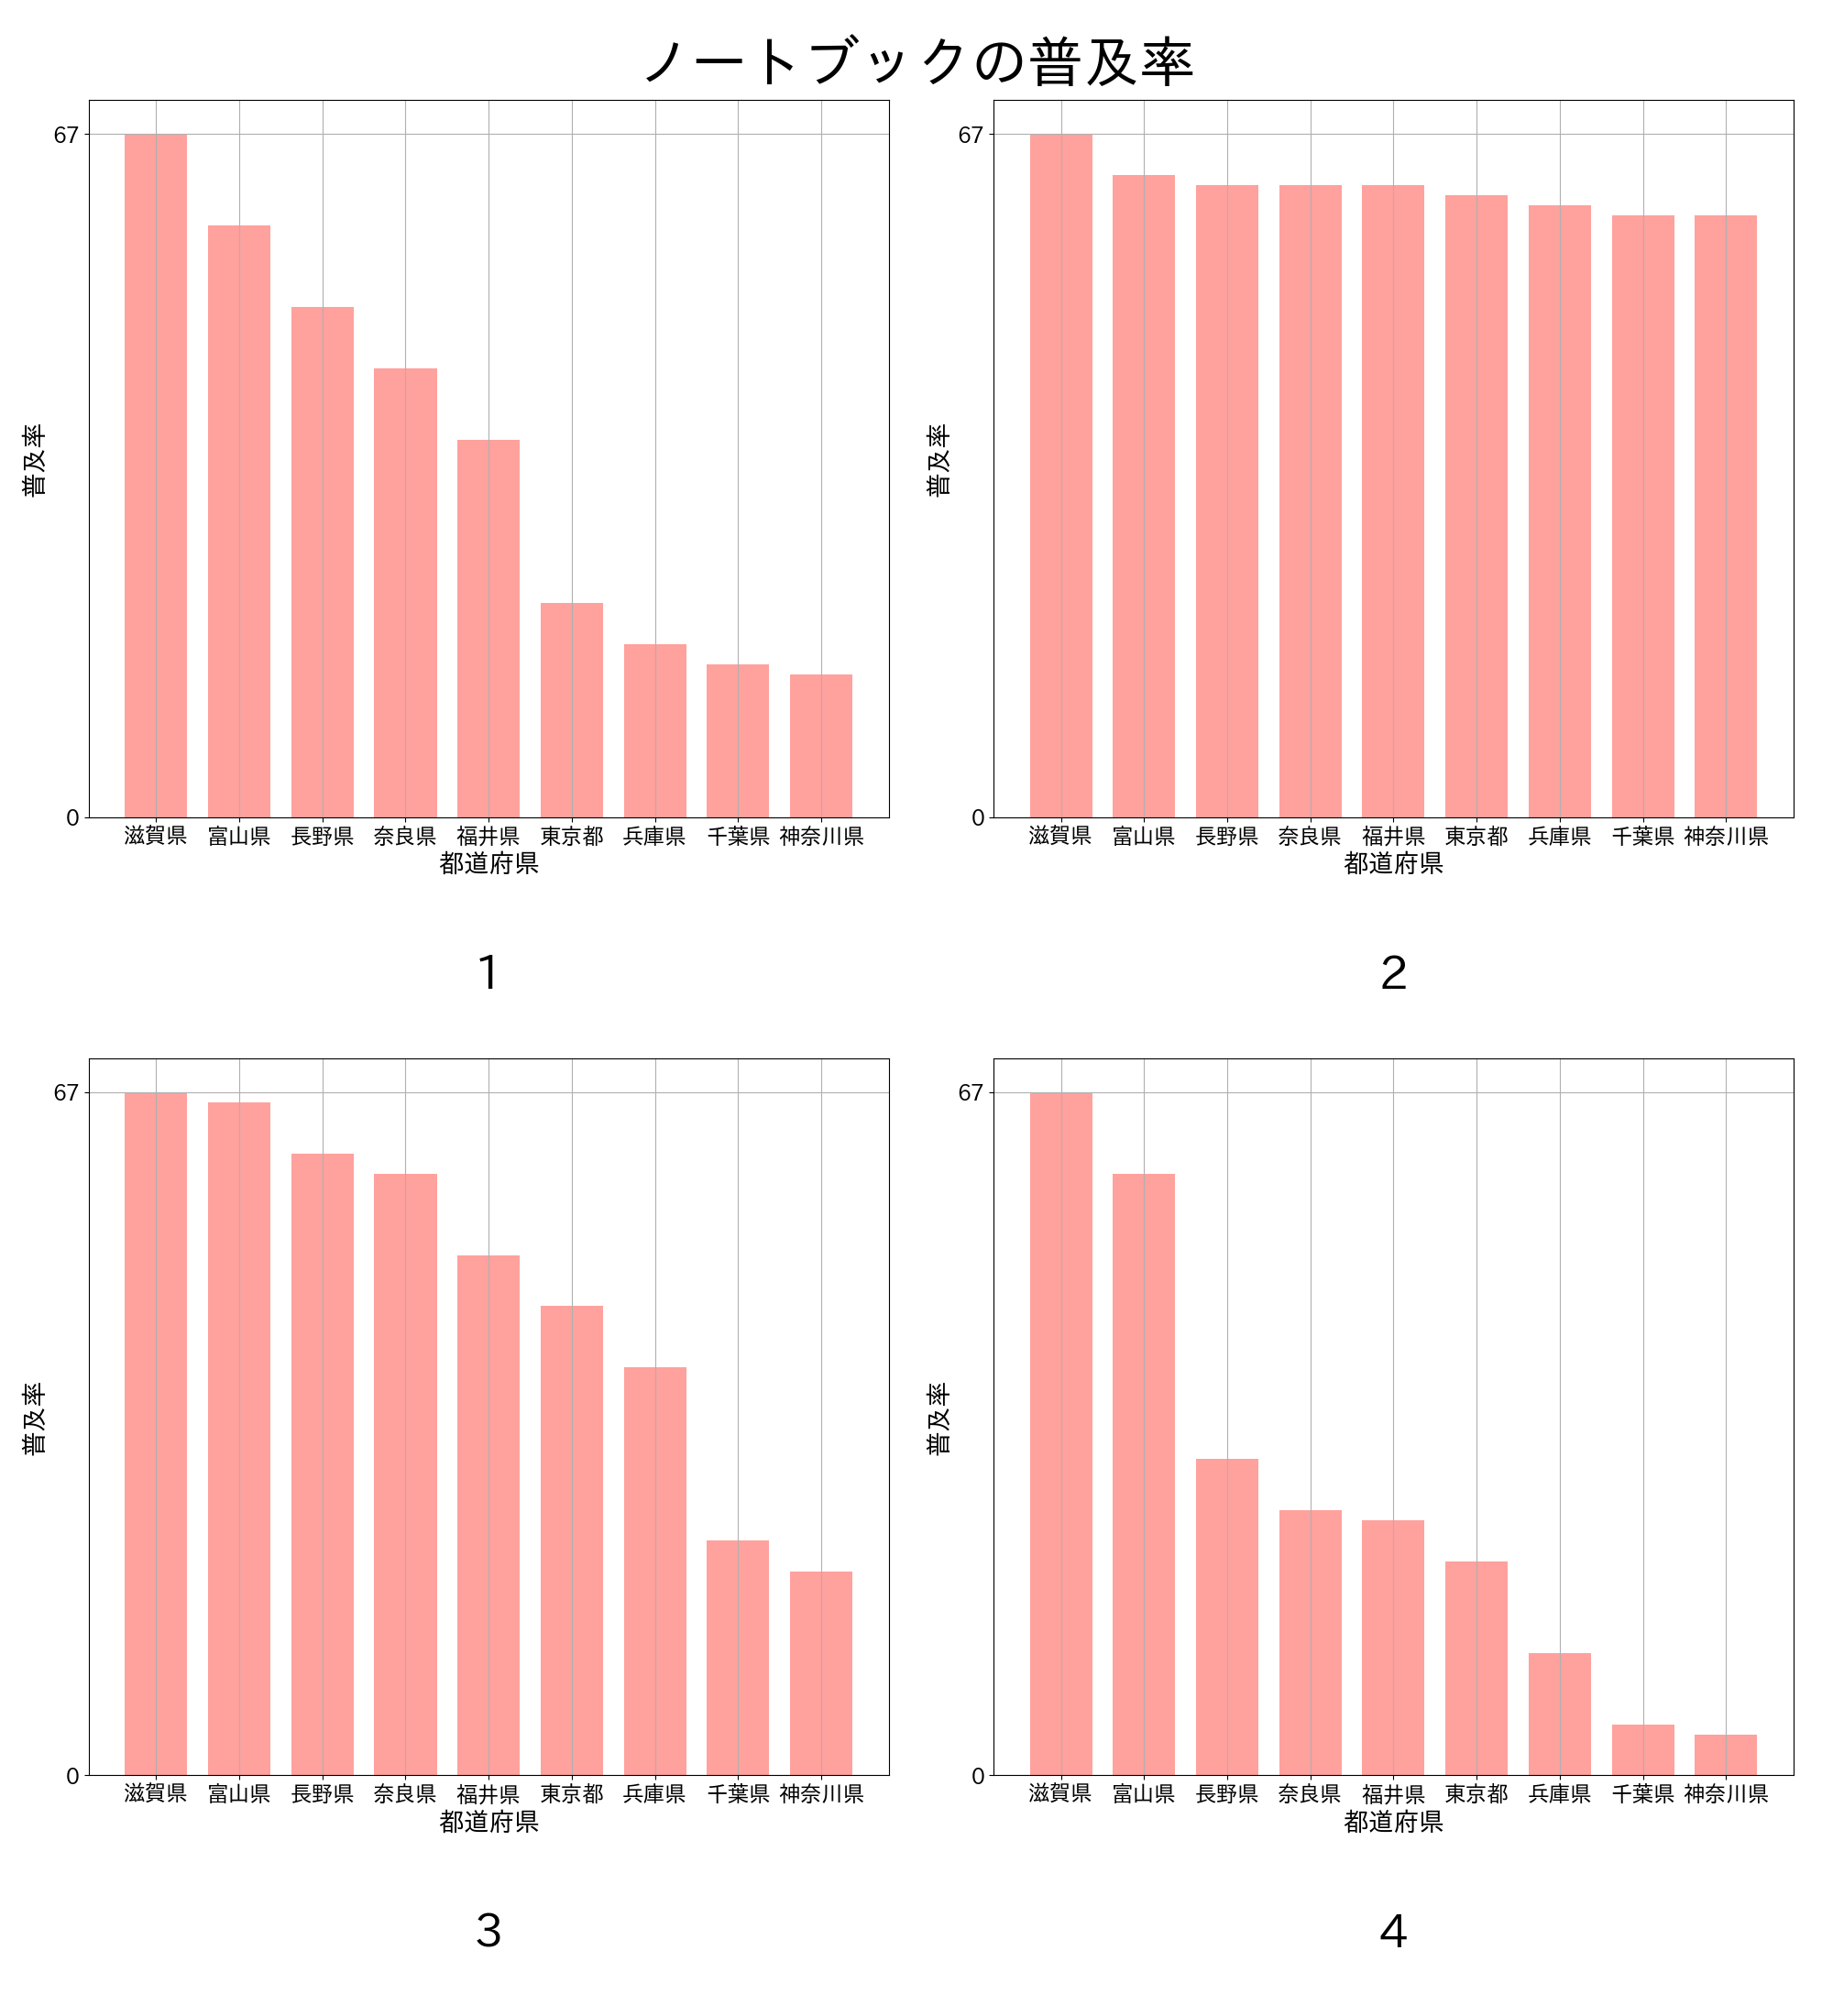 ノートブックの普及率
67
0
普及率
滋賀県 富山県 長野県 奈良県 福井県 東京都 兵庫県 千葉県 神奈川県
都道府県
1
67
0
普及率
滋賀県 富山県 長野県 奈良県 福井県 東京都 兵庫県 千葉県 神奈川県
都道府県
2
67
0
普及率
滋賀県 富山県 長野県 奈良県 福井県 東京都 兵庫県 千葉県 神奈川県
都道府県
3
67
0
普及率
滋賀県 富山県 長野県 奈良県 福井県 東京都 兵庫県 千葉県 神奈川県
都道府県
4